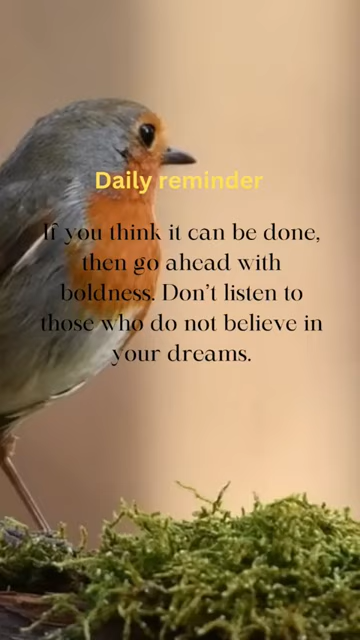 Daily reminder
If you think it can be done,
then go ahead with
boldness. Don't listen to
those who do not believe in
your dreams.